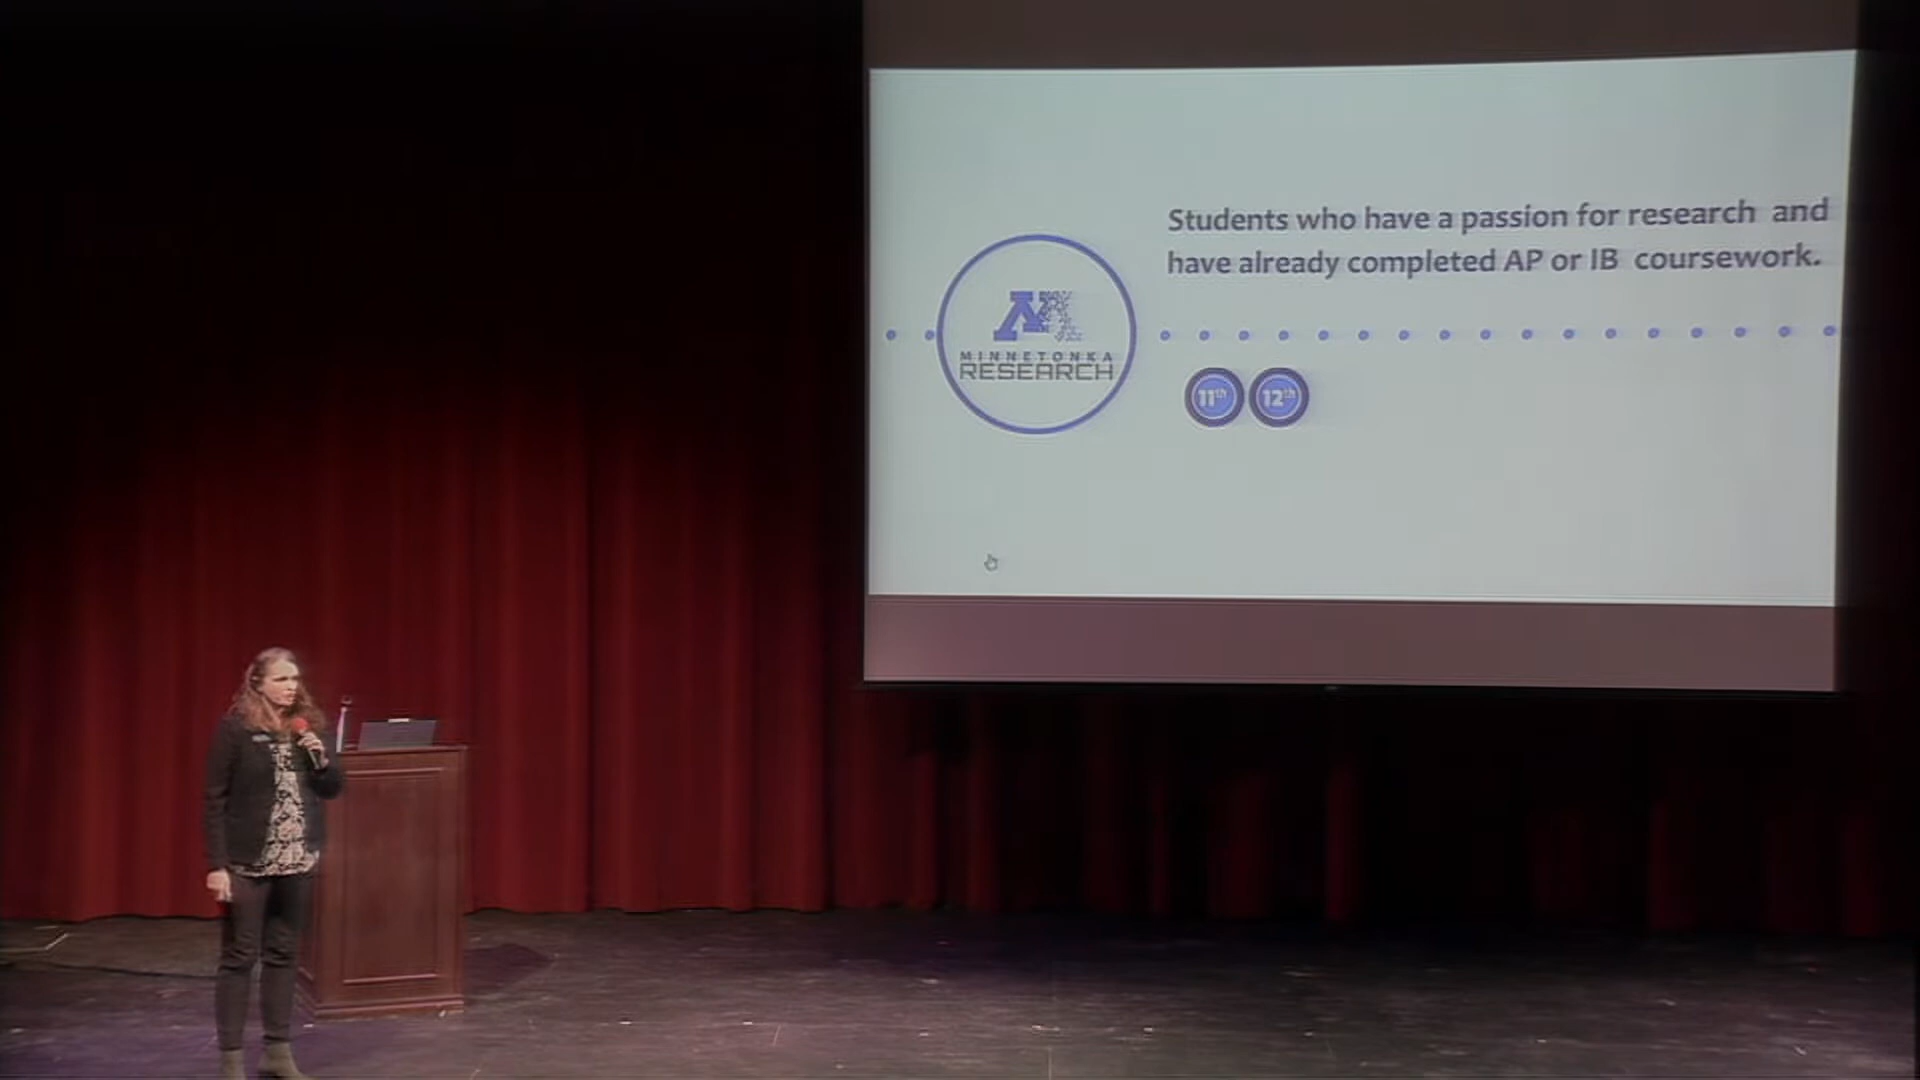 Students who have a passion for research and
have already completed AP or IB coursework.
M
MINNETONKA
RESEARCH
11th 12th